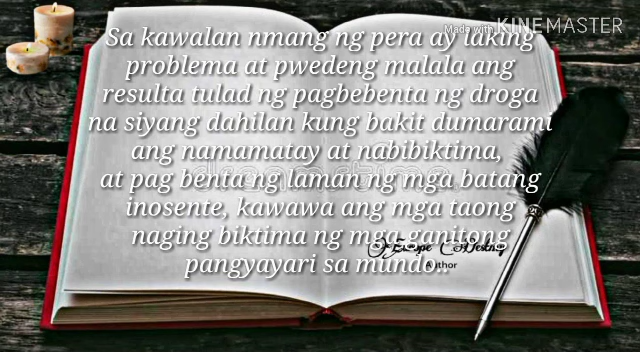 Made with KINEMASTER
Sa kawalan nmang ng pera ay laking
problema at pwedeng malala ang
resulta tulad ng pagbebenta ng droga
na siyang dahilan kung bakit dumarami
ang namamatay at nabibiktima,
at pag benta ng laman ng mga batang
inosente, kawawa ang mga taong
naging biktima ng mga ganitong
pangyayari sa mundo..
Author